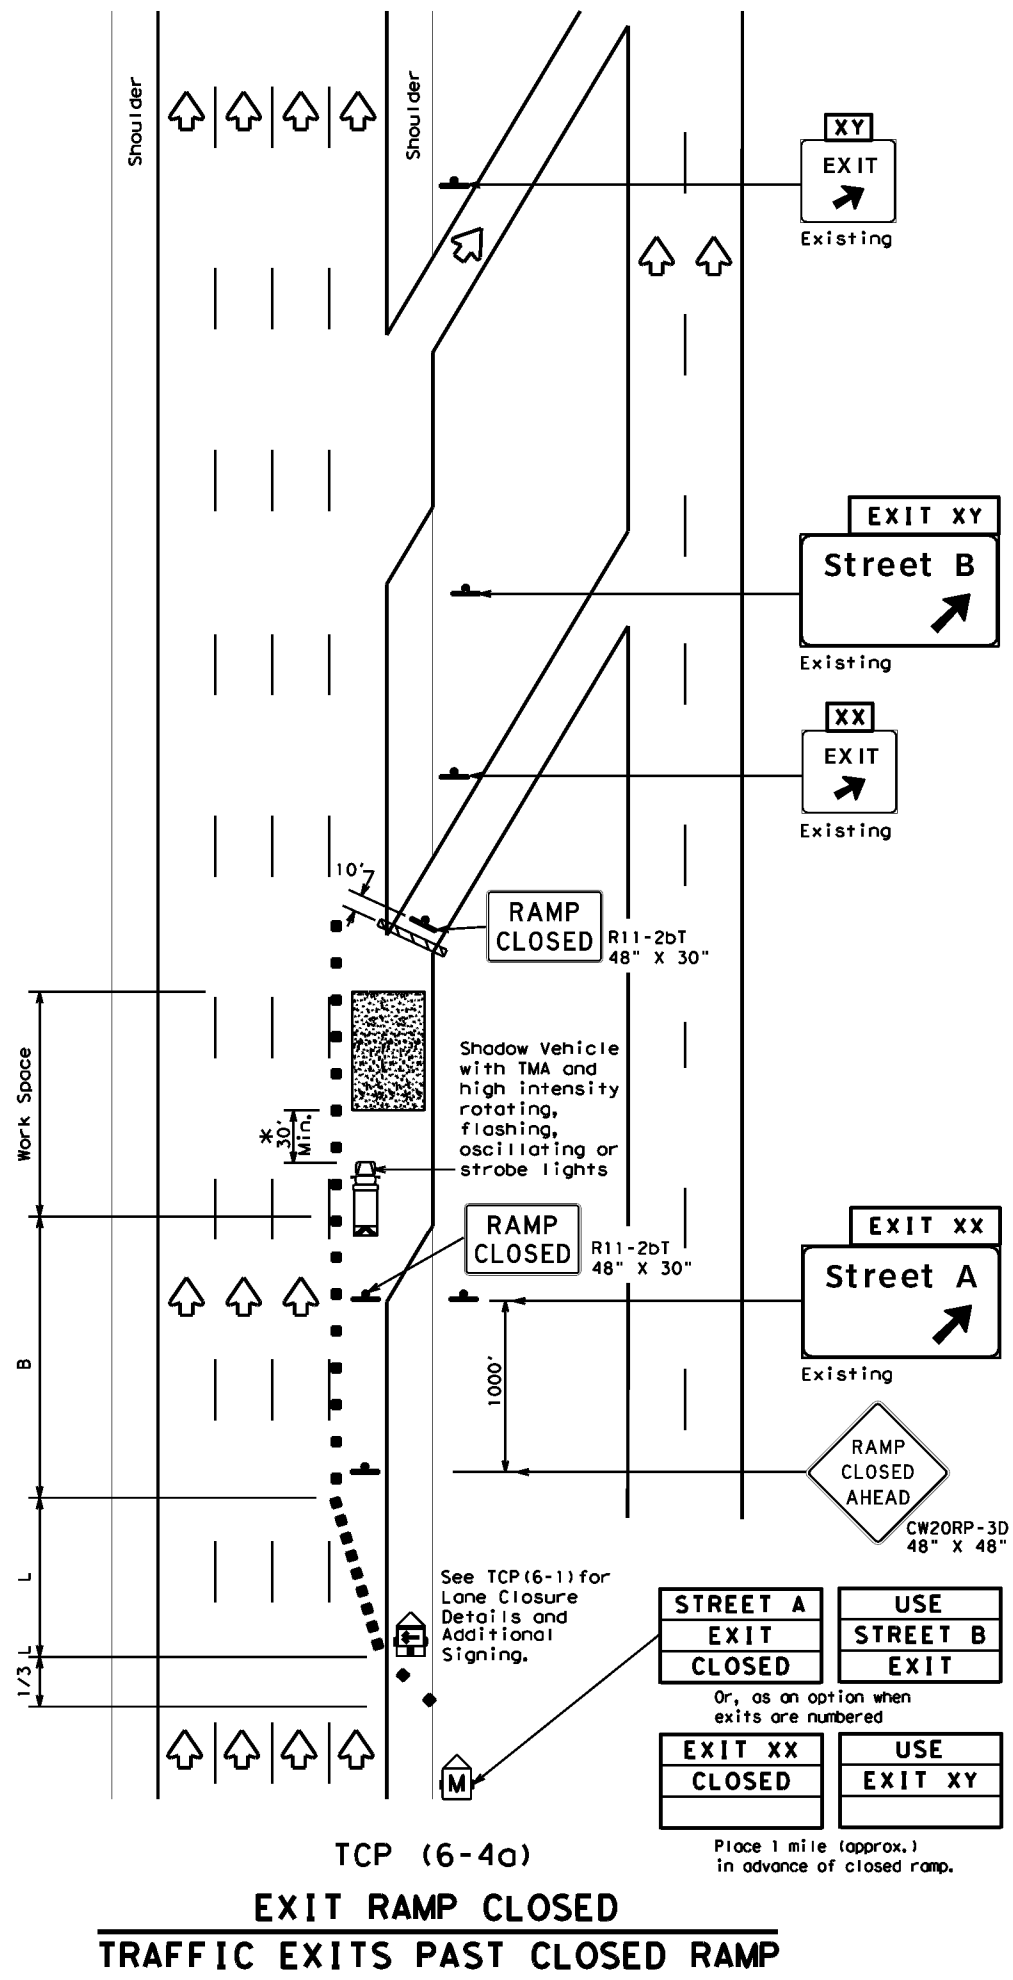 Shoulder
Shoulder
XY
EXIT
Existing
EXIT XY
Street B
Existing
XX
EXIT
Existing
10'
RAMP
CLOSED
R11-2bT
48" X 30"
Work Space
*
30'
Min.
Shadow Vehicle
with TMA and
high intensity
rotating,
flashing,
oscillating or
strobe lights
RAMP
CLOSED
R11-2bT
48" X 30"
EXIT XX
Street A
Existing
B
1000'
RAMP
CLOSED
AHEAD
CW20RP-3D
48" X 48"
L
See TCP(6-1)for
Lane Closure
Details and
Additional
Signing.
1/3 L
STREET A
EXIT
CLOSED
USE
STREET B
EXIT
Or, as an option when
exits are numbered
EXIT XX
CLOSED
USE
EXIT XY
M
Place 1 mile (approx.)
in advance of closed ramp.
TCP (6-4a)
EXIT RAMP CLOSED
TRAFFIC EXITS PAST CLOSED RAMP